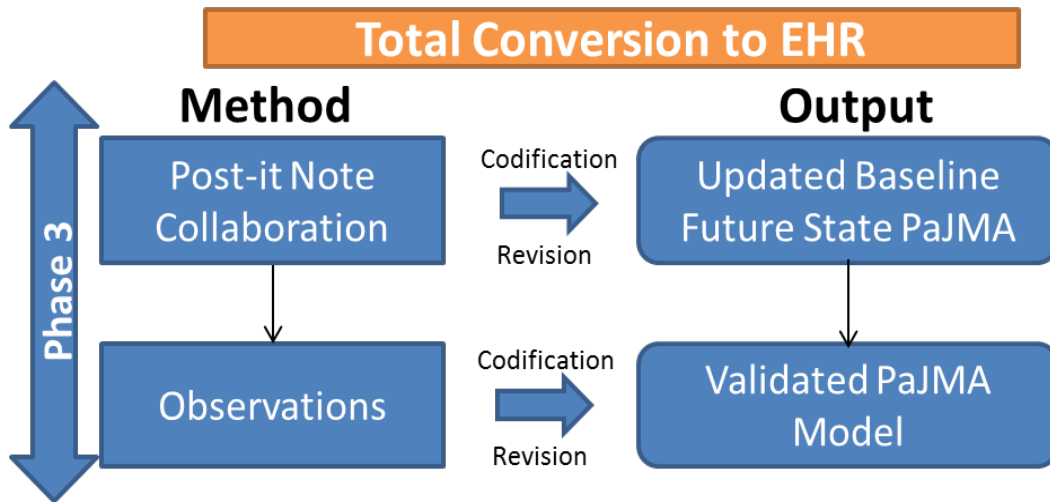 Total Conversion to EHR
Method
Output
Phase 3
Post-it Note
Collaboration
Codification
Revision
Updated Baseline
Future State PaJMA
Observations
Codification
Revision
Validated PaJMA
Model